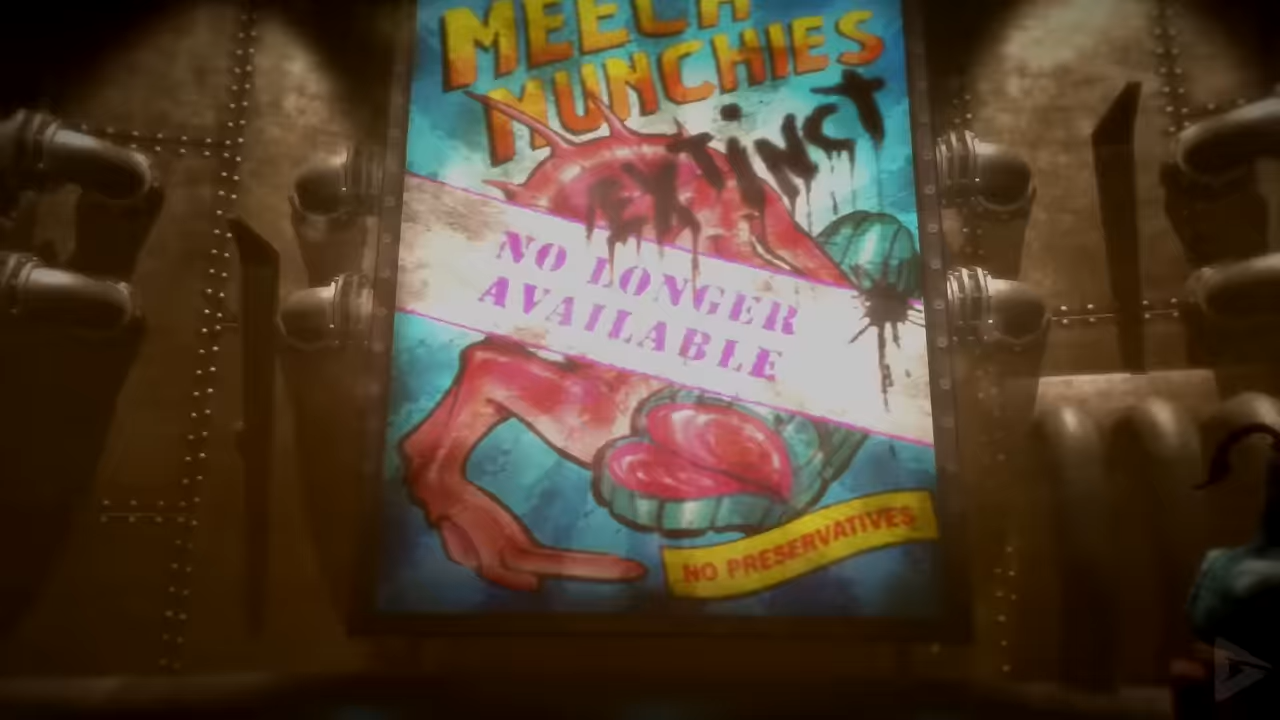 MEECH
MUNCHIES
EXTiNCT
NO LONGER
AVAILABLE
NO PRESERVATIVES